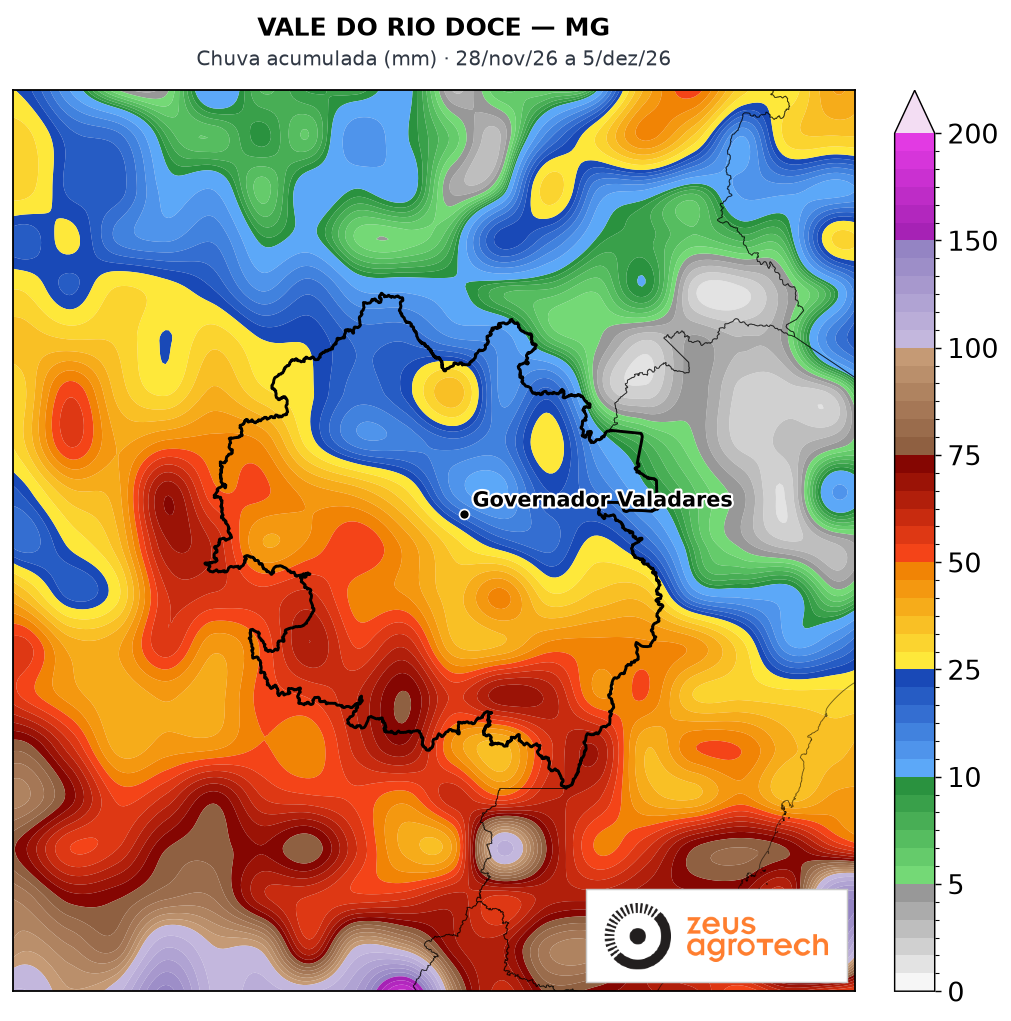 VALE DO RIO DOCE — MG
Chuva acumulada (mm) · 28/nov/26 a 5/dez/26
200
150
100
75
50
25
10
5
0
Governador Valadares
zeus
agrotech